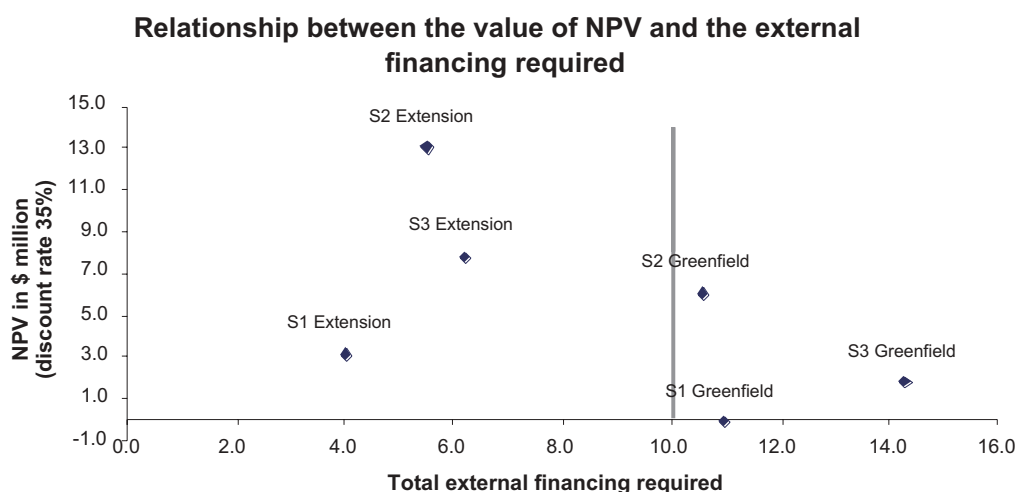 Relationship between the value of NPV and the external
financing required
NPV in $ million
(discount rate 35%)
15.0
13.0
11.0
9.0
7.0
5.0
3.0
1.0
-1.0
S2 Extension
S3 Extension
S2 Greenfield
S1 Extension
S3 Greenfield
S1 Greenfield
0.0 2.0 4.0 6.0 8.0 10.0 12.0 14.0 16.0
Total external financing required